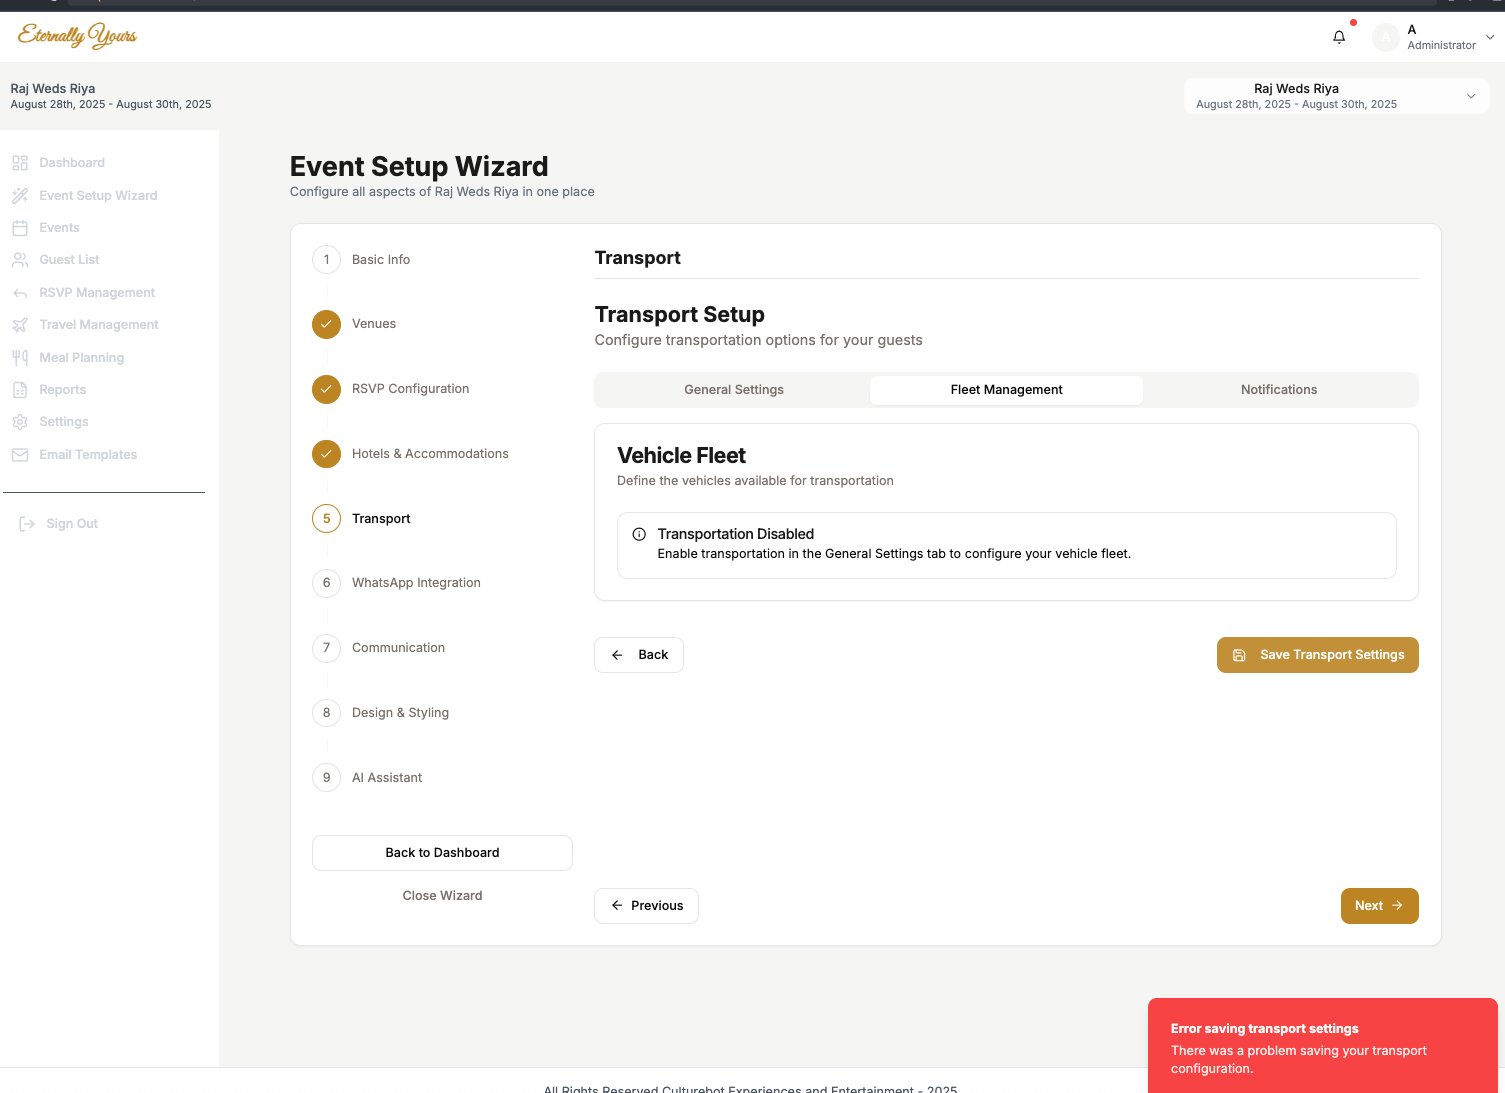 Eternally Yours
A
A
Administrator
Raj Weds Riya
August 28th, 2025 - August 30th, 2025
Raj Weds Riya
August 28th, 2025 - August 30th, 2025
Dashboard
Event Setup Wizard
Events
Guest List
RSVP Management
Travel Management
Meal Planning
Reports
Settings
Email Templates
Sign Out
Event Setup Wizard
Configure all aspects of Raj Weds Riya in one place
1 Basic Info
Venues
RSVP Configuration
Hotels & Accommodations
5 Transport
6 WhatsApp Integration
7 Communication
8 Design & Styling
9 AI Assistant
Back to Dashboard
Close Wizard
Transport
Transport Setup
Configure transportation options for your guests
General Settings Fleet Management Notifications
Vehicle Fleet
Define the vehicles available for transportation
Transportation Disabled
Enable transportation in the General Settings tab to configure your vehicle fleet.
Back Save Transport Settings
Previous Next
Error saving transport settings
There was a problem saving your transport
configuration.
All Rights Reserved Culturebot Experiences and Entertainment - 2025